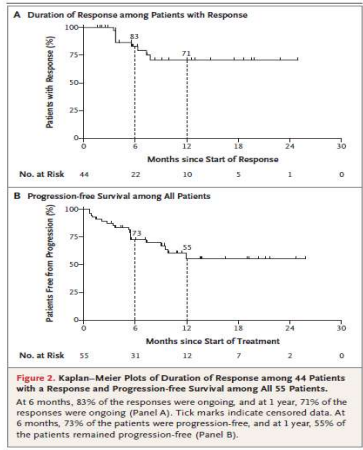 A Duration of Response among Patients with Response
Patients with Response (%)
100
75
50
25
0
83
71
0 6 12 18 24 30
Months since Start of Response
No. at Risk 44 22 10 5 1 0
B Progression-free Survival among All Patients
Patients Free from Progression (%)
100
75
50
25
0
73
55
0 6 12 18 24 30
Months since Start of Treatment
No. at Risk 55 31 12 7 2 0
Figure 2. Kaplan–Meier Plots of Duration of Response among 44 Patients
with a Response and Progression-free Survival among All 55 Patients.
At 6 months, 83% of the responses were ongoing, and at 1 year, 71% of the
responses were ongoing (Panel A). Tick marks indicate censored data. At
6 months, 73% of the patients were progression-free, and at 1 year, 55% of
the patients remained progression-free (Panel B).